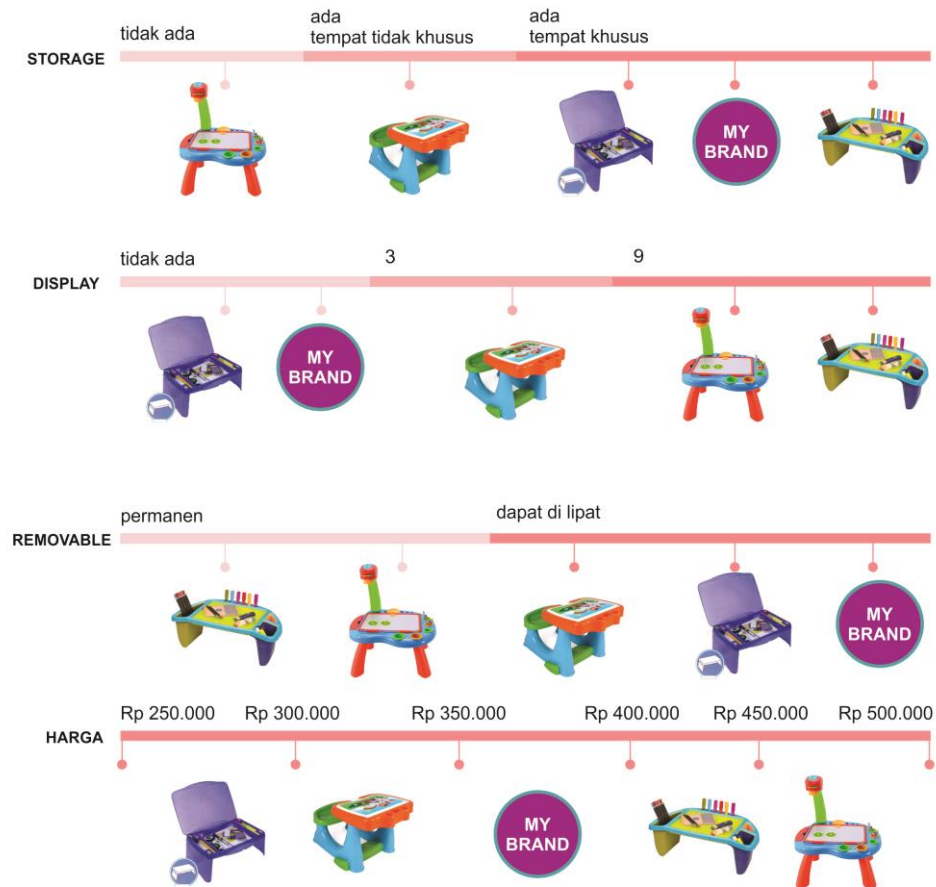 tidak ada
ada
tempat tidak khusus
ada
tempat khusus
STORAGE
MY
BRAND
tidak ada
3
9
DISPLAY
MY
BRAND
permanen
dapat di lipat
REMOVABLE
MY
BRAND
Rp 250.000
Rp 300.000
Rp 350.000
Rp 400.000
Rp 450.000
Rp 500.000
HARGA
MY
BRAND